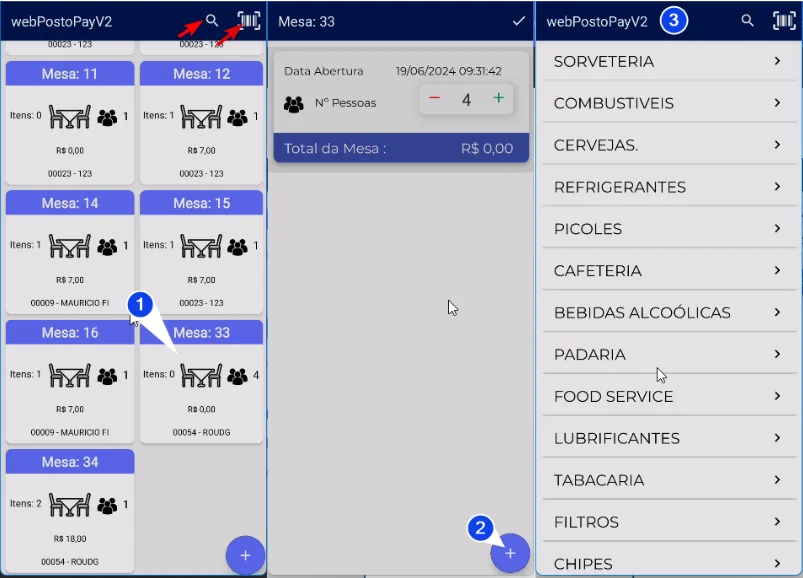 webPostoPayV2
00023 - 123
00023 - 123
Mesa: 11
Itens: 0
1
R$ 0,00
00023 - 123
Mesa: 12
Itens: 1
1
R$ 7,00
00023 - 123
Mesa: 14
Itens: 1
1
R$ 7,00
00009 - MAURICIO FI
Mesa: 15
Itens: 1
1
R$ 7,00
00023 - 123
1
Mesa: 16
Itens: 1
1
R$ 7,00
00009 - MAURICIO FI
Mesa: 33
Itens: 0
4
R$ 0,00
00054 - ROUDG
Mesa: 34
Itens: 2
1
R$ 18,00
00054 - ROUDG
+
Mesa: 33
Data Abertura 19/06/2024 09:31:42
Nº Pessoas − 4 +
Total da Mesa : R$ 0,00
2
+
webPostoPayV2
3
SORVETERIA
COMBUSTIVEIS
CERVEJAS.
REFRIGERANTES
PICOLES
CAFETERIA
BEBIDAS ALCOÓLICAS
PADARIA
FOOD SERVICE
LUBRIFICANTES
TABACARIA
FILTROS
CHIPES